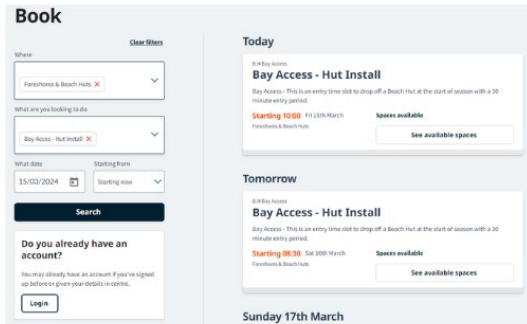 Book
Clear filters
Where
Foreshores & Beach Huts X
What are you looking to do
Bay Acces - Hut Install X
What date
Starting from
15/03/2024
Starting now
Search
Do you already have an
account?
You may already have an account if you've signed
up before or given your details in centre.
Login
Today
B.H Bay Access
Bay Access - Hut Install
Bay Access - This is an entry time slot to drop off a Beach Hut at the start of season with a 30
minute entry period.
Starting 10:00 Fri 15th March
Spaces available
Foreshores & Beach Huts
See available spaces
Tomorrow
B.H Bay Access
Bay Access - Hut Install
Bay Access - This is an entry time slot to drop off a Beach Hut at the start of season with a 30
minute entry period.
Starting 08:30 Sat 16th March
Spaces available
Foreshores & Beach Huts
See available spaces
Sunday 17th March